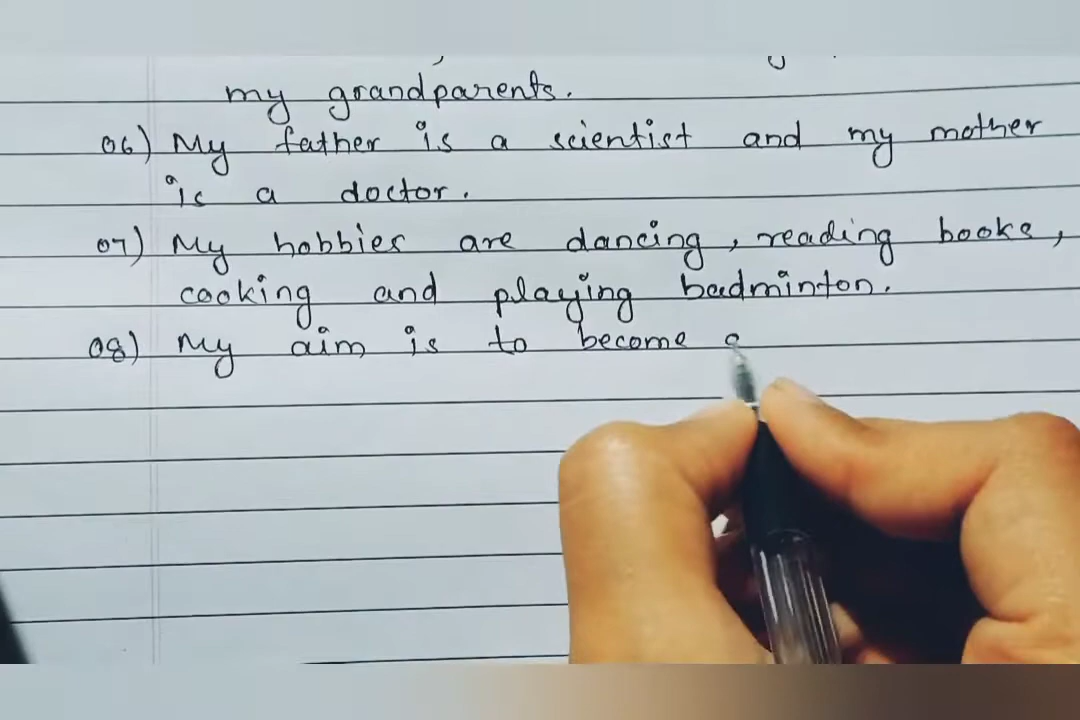 my grandparents.
06) My father is a scientist and my mother
is a doctor.
07) My hobbies are dancing, reading books,
cooking and playing badminton.
08) My aim is to become a